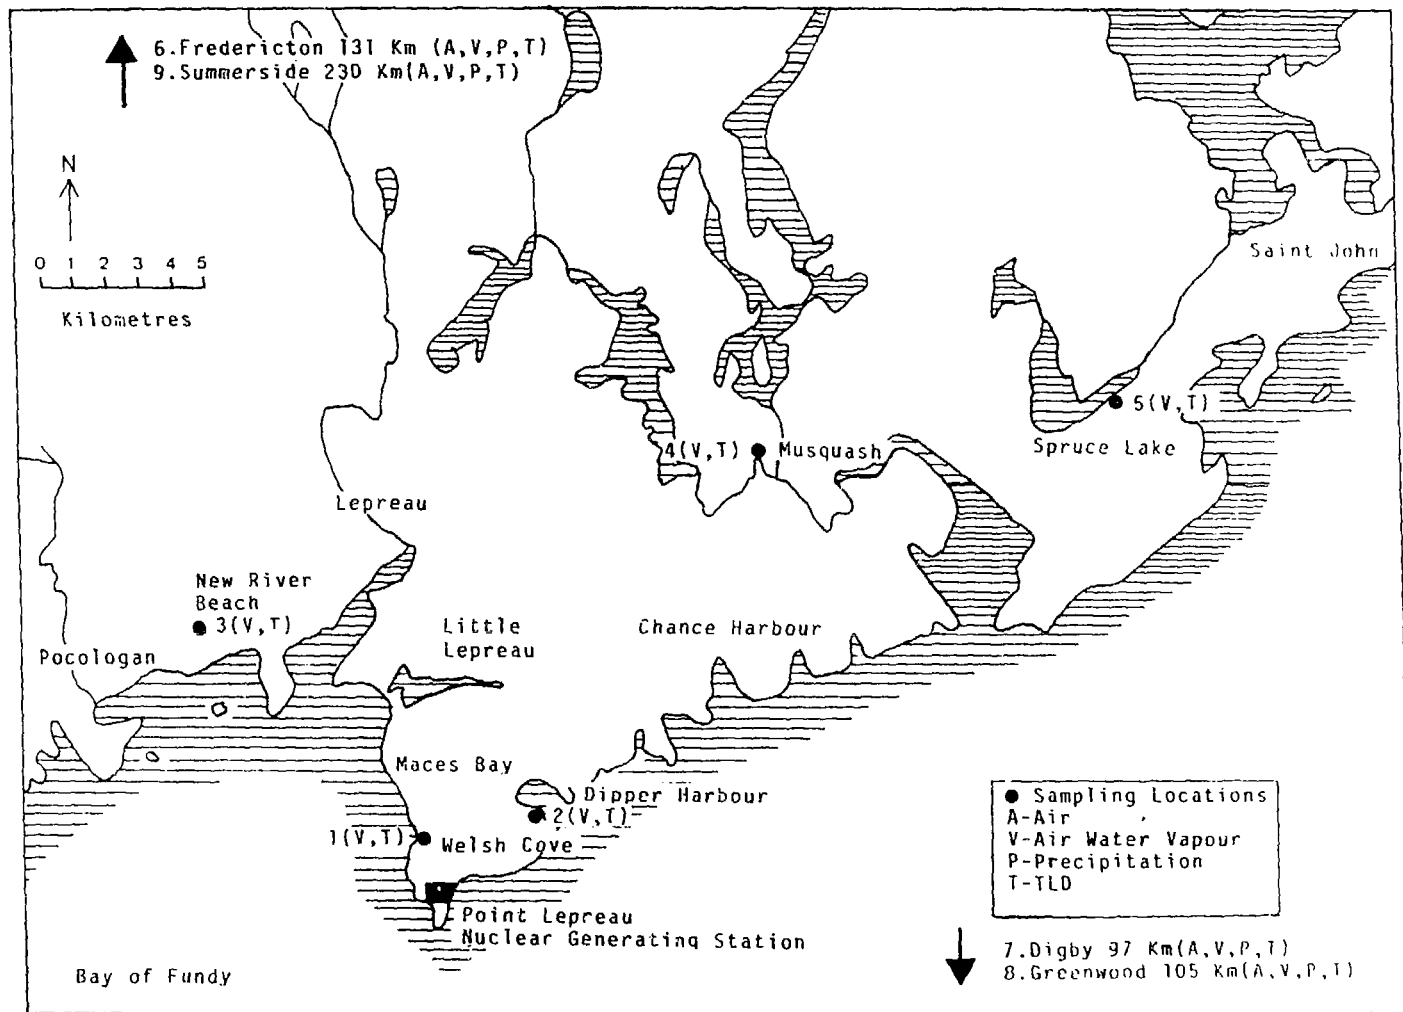 6.Fredericton 131 Km (A,V,P,T)
9.Summerside 230 Km(A,V,P,T)
N
0 1 2 3 4 5
Kilometres
Saint John
5(V,T)
Spruce Lake
4(V,T) Musquash
Lepreau
New River
Beach
3(V,T)
Pocologan
Little
Lepreau
Chance Harbour
Maces Bay
Dipper Harbour
2(V,T)
1(V,T)
Welsh Cove
Point Lepreau
Nuclear Generating Station
Bay of Fundy
Sampling Locations
A-Air
V-Air Water Vapour
P-Precipitation
T-TLD
7.Digby 97 Km(A,V,P,T)
8.Greenwood 105 Km(A,V,P,T)